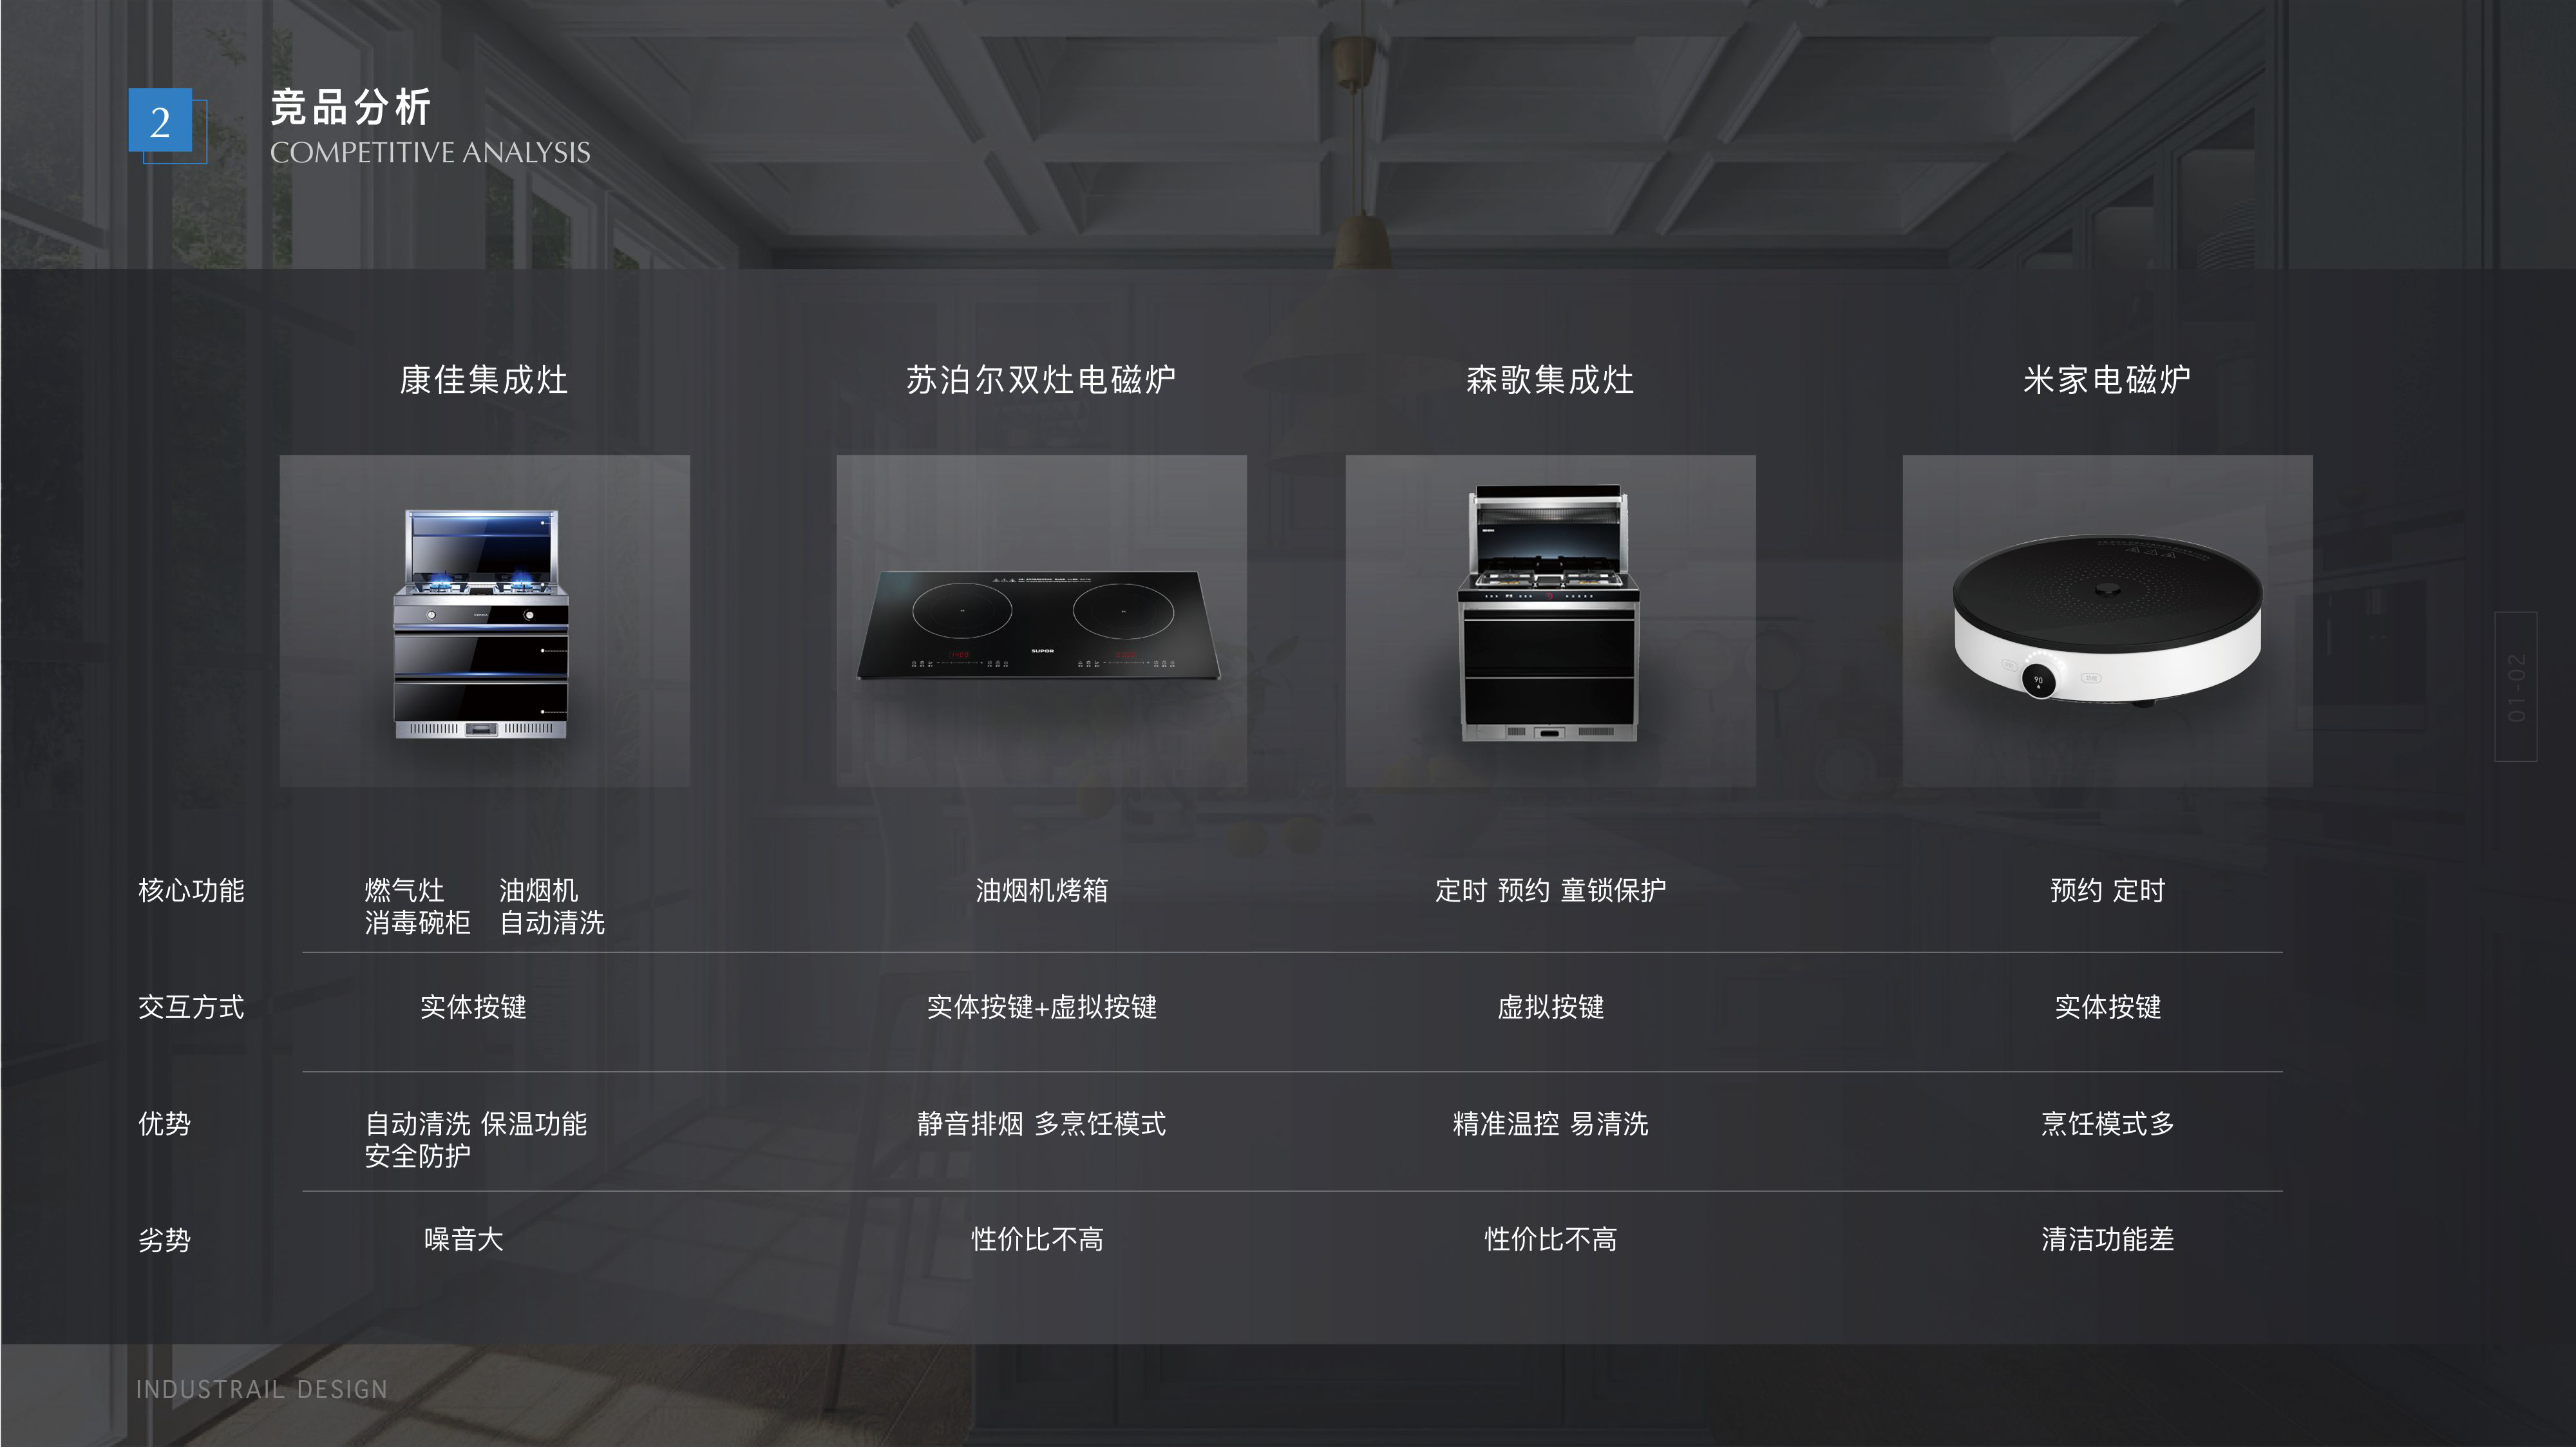 2
竞品分析
COMPETITIVE ANALYSIS
康佳集成灶
苏泊尔双灶电磁炉
森歌集成灶
米家电磁炉
SUPOR
90
01-02
核心功能
燃气灶 油烟机
消毒碗柜 自动清洗
油烟机烤箱
定时 预约 童锁保护
预约 定时
交互方式
实体按键
实体按键+虚拟按键
虚拟按键
实体按键
优势
自动清洗 保温功能
安全防护
静音排烟 多烹饪模式
精准温控 易清洗
烹饪模式多
劣势
噪音大
性价比不高
性价比不高
清洁功能差
INDUSTRAIL DESIGN